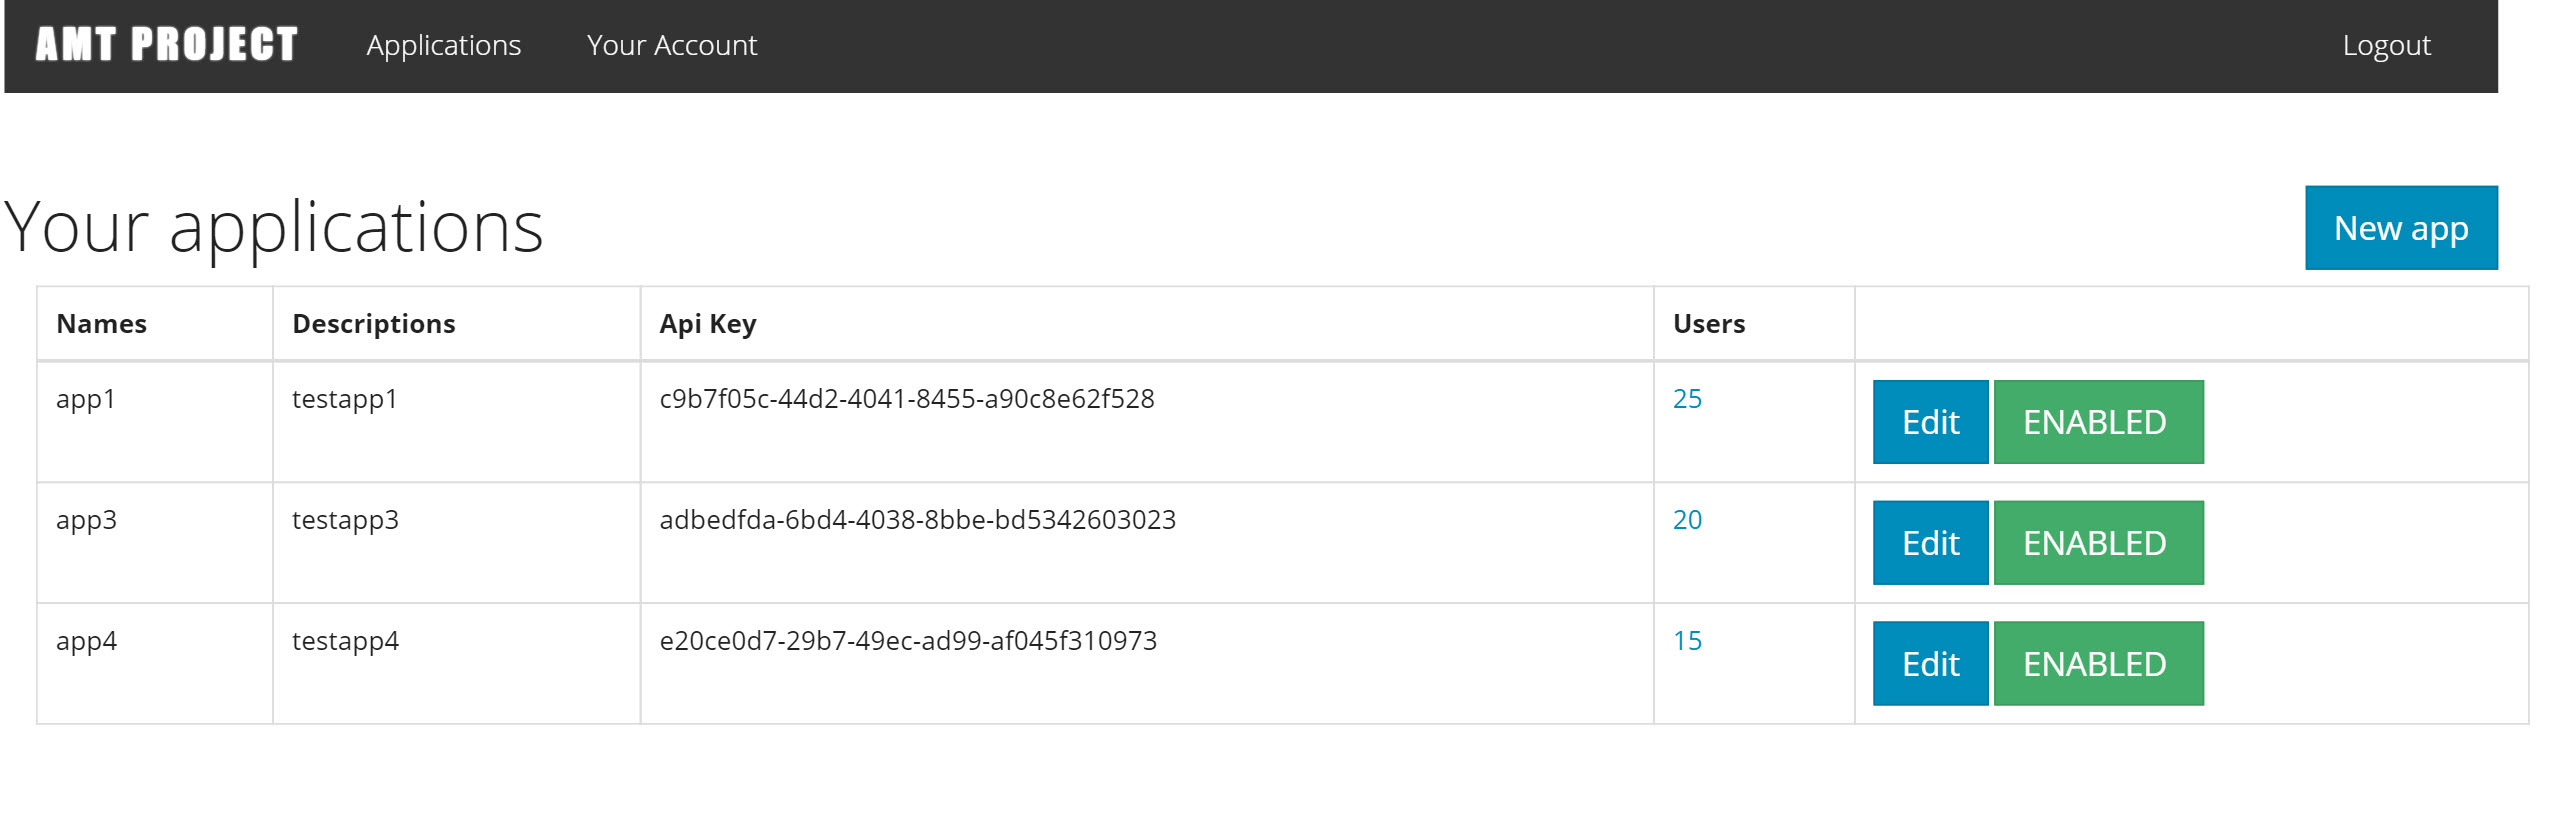 AMT PROJECT Applications Your Account Logout
Your applications New app
Names Descriptions Api Key Users
app1 testapp1 c9b7f05c-44d2-4041-8455-a90c8e62f528 25 Edit ENABLED
app3 testapp3 adbedfda-6bd4-4038-8bbe-bd5342603023 20 Edit ENABLED
app4 testapp4 e20ce0d7-29b7-49ec-ad99-af045f310973 15 Edit ENABLED